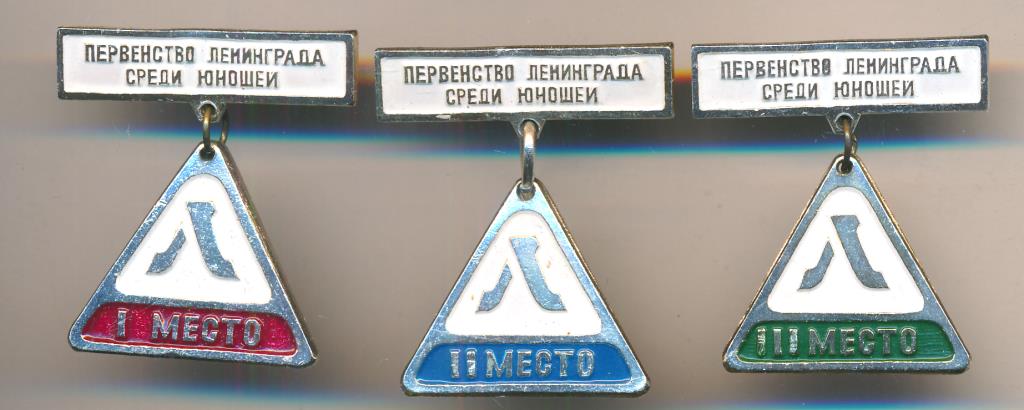 ПЕРВЕНСТВО ЛЕНИНГРАДА
СРЕДИ ЮНОШЕЙ
Л
I МЕСТО
ПЕРВЕНСТВО ЛЕНИНГРАДА
СРЕДИ ЮНОШЕЙ
Л
II МЕСТО
ПЕРВЕНСТВО ЛЕНИНГРАДА
СРЕДИ ЮНОШЕЙ
Л
III МЕСТО